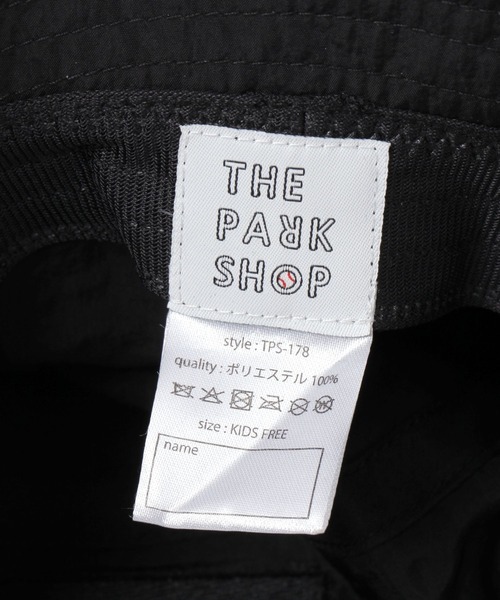 THE
PARK
SHOP
style : TPS-178
quality : ポリエステル 100%
size : KIDS FREE
name